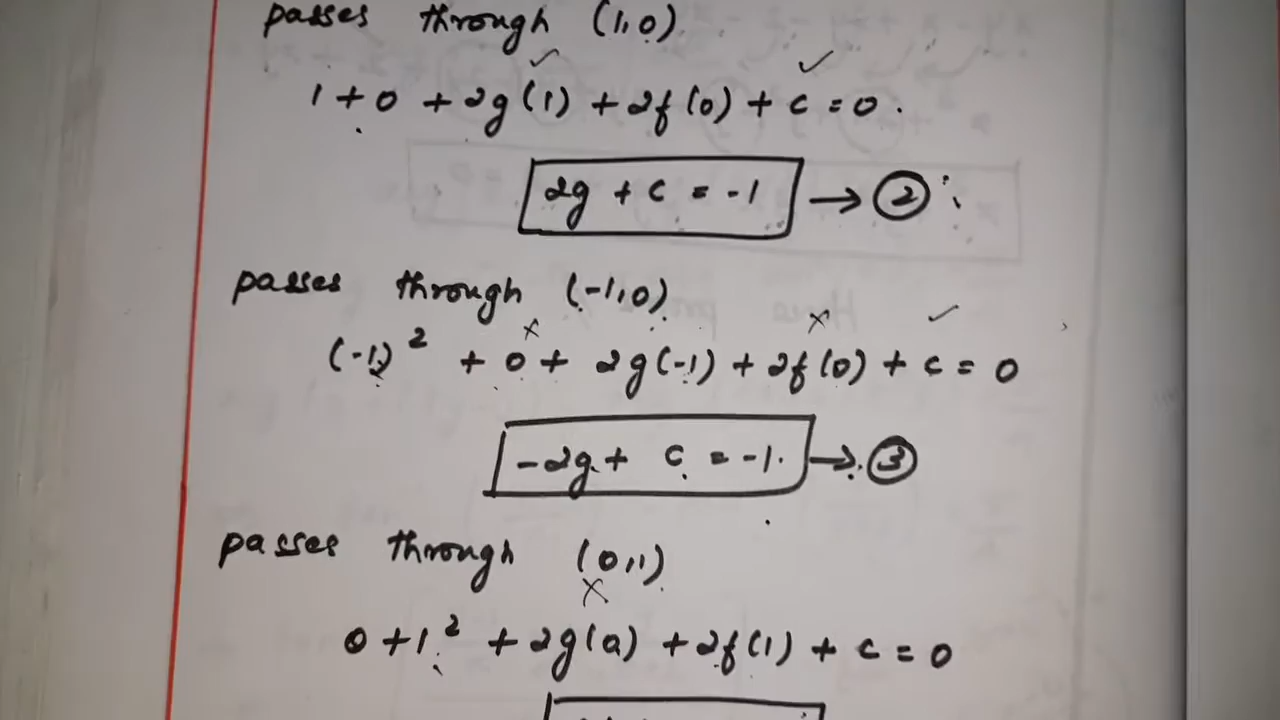 passes through (1,0)
1 + 0 + 2g(1) + 2f(0) + c = 0.
2g + c = -1 → ②
passes through (-1,0)
(-1)² + 0 + 2g(-1) + 2f(0) + c = 0
-2g + c = -1. → ③
passes through (0,1)
0 + 1² + 2g(0) + 2f(1) + c = 0